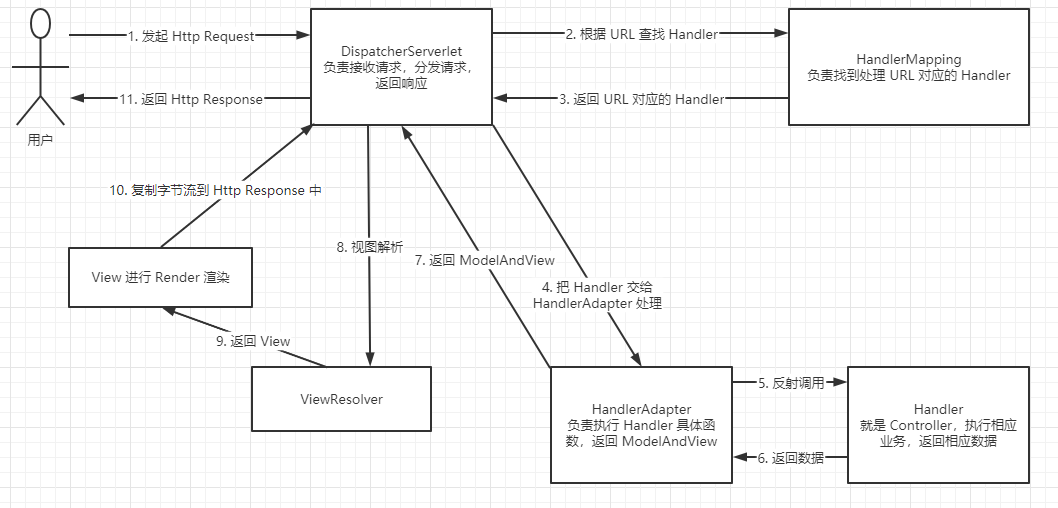 1. 发起 Http Request
DispatcherServerlet
负责接收请求，分发请求，
返回响应
2. 根据 URL 查找 Handler
HandlerMapping
负责找到处理 URL 对应的 Handler
11. 返回 Http Response
3. 返回 URL 对应的 Handler
用户
10. 复制字节流到 Http Response 中
8. 视图解析
7. 返回 ModelAndView
4. 把 Handler 交给
HandlerAdapter 处理
View 进行 Render 渲染
9. 返回 View
ViewResolver
HandlerAdapter
负责执行 Handler 具体函
数，返回 ModelAndView
5. 反射调用
Handler
就是 Controller，执行相应
业务，返回相应数据
6. 返回数据